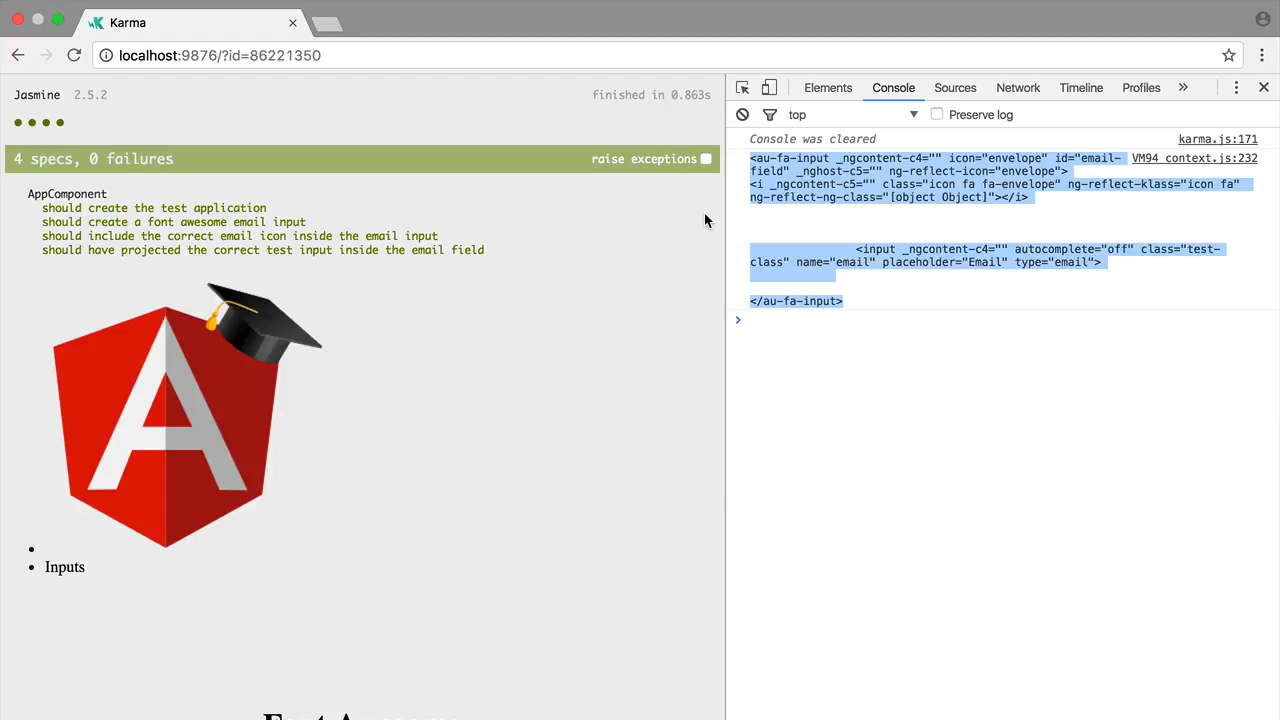 Karma
localhost:9876/?id=86221350
Jasmine 2.5.2
finished in 0.863s
4 specs, 0 failures
raise exceptions
AppComponent
should create the test application
should create a font awesome email input
should include the correct email icon inside the email input
should have projected the correct test input inside the email field
Inputs
Font Awesome
Elements Console Sources Network Timeline Profiles
top Preserve log
Console was cleared karma.js:171
<au-fa-input _ngcontent-c4="" icon="envelope" id="email- VM94 context.js:232
field" _nghost-c5="" ng-reflect-icon="envelope">
<i _ngcontent-c5="" class="icon fa fa-envelope" ng-reflect-klass="icon fa"
ng-reflect-ng-class="[object Object]"></i>
<input _ngcontent-c4="" autocomplete="off" class="test-
class" name="email" placeholder="Email" type="email">
</au-fa-input>